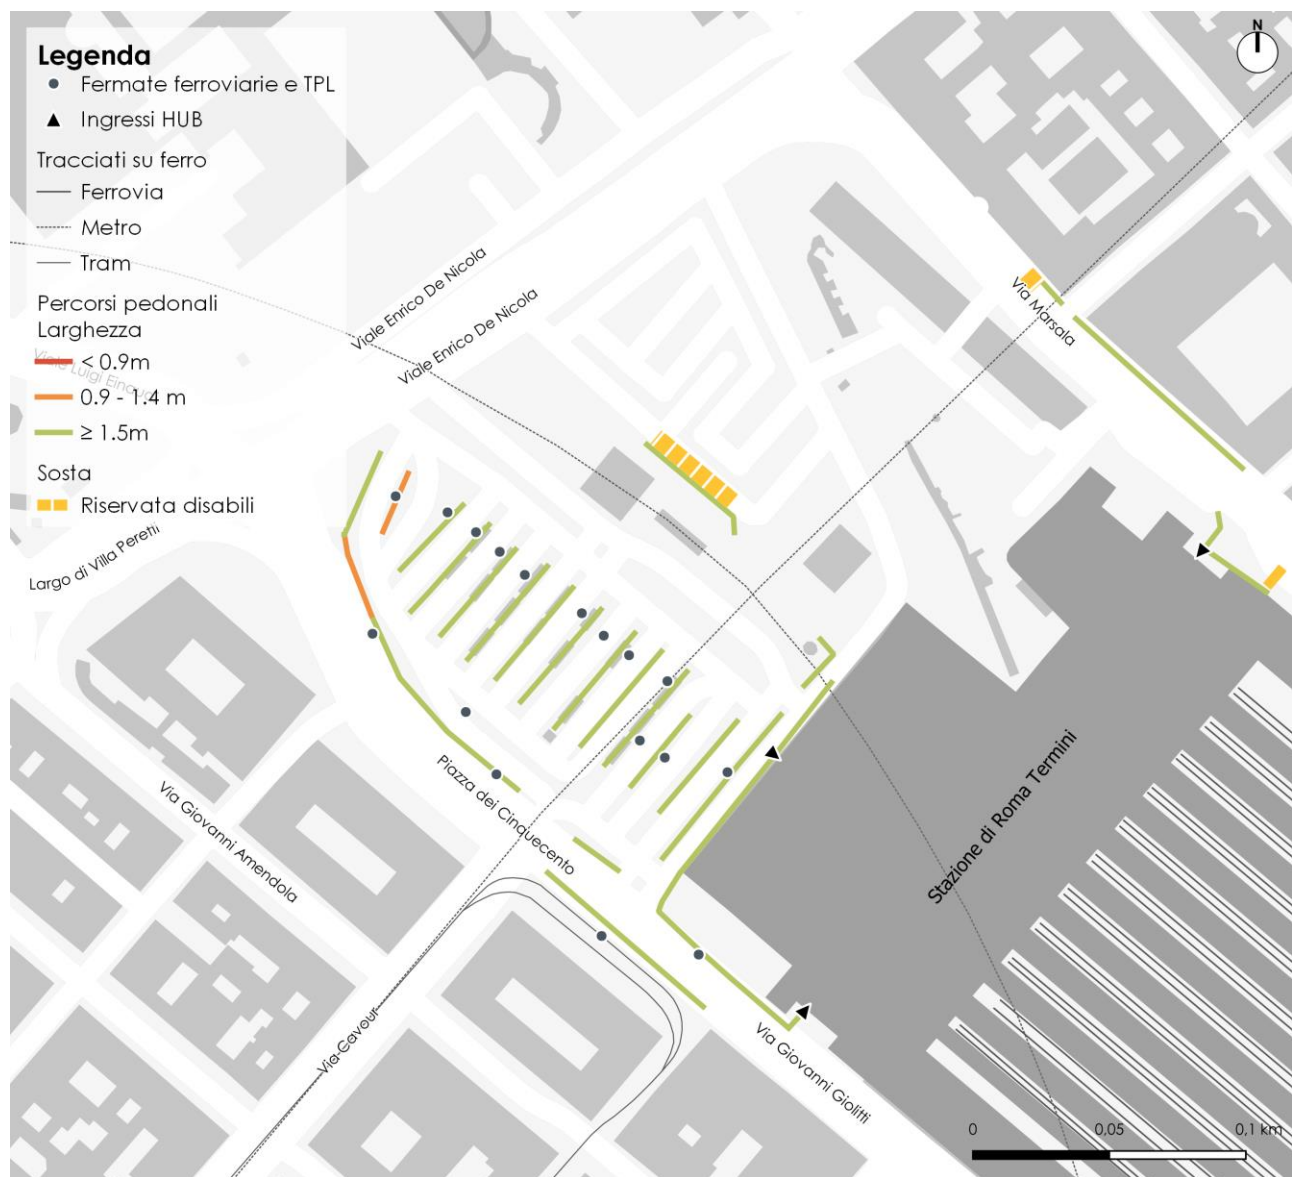 Legenda
Fermate ferroviarie e TPL
Ingressi HUB
Tracciati su ferro
Ferrovia
Metro
Tram
Percorsi pedonali
Larghezza
< 0.9m
0.9 - 1.4 m
≥ 1.5m
Sosta
Riservata disabili
N
Viale Luigi Einaudi
Viale Enrico De Nicola
Viale Enrico De Nicola
Via Marsala
Largo di Villa Peretti
Piazza dei Cinquecento
Via Giovanni Amendola
Stazione di Roma Termini
Via Cavour
Via Giovanni Giolitti
0
0,05
0,1 km